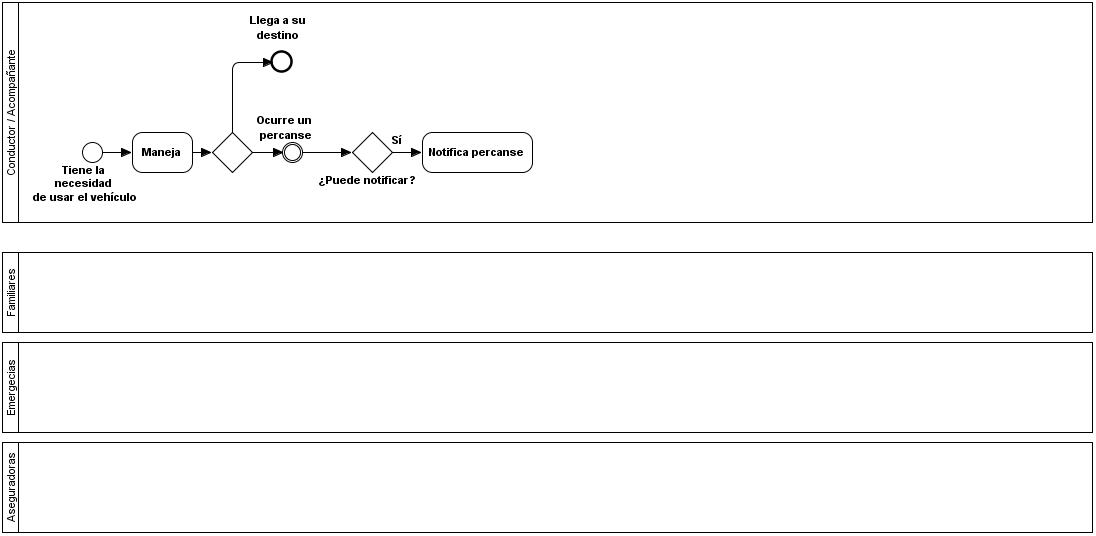 Conductor / Acompañante
Llega a su
destino
Ocurre un
percanse
Sí
Maneja
Notifica percanse
Tiene la
necesidad
de usar el vehículo
¿Puede notificar?
Familiares
Emergecias
Aseguradoras